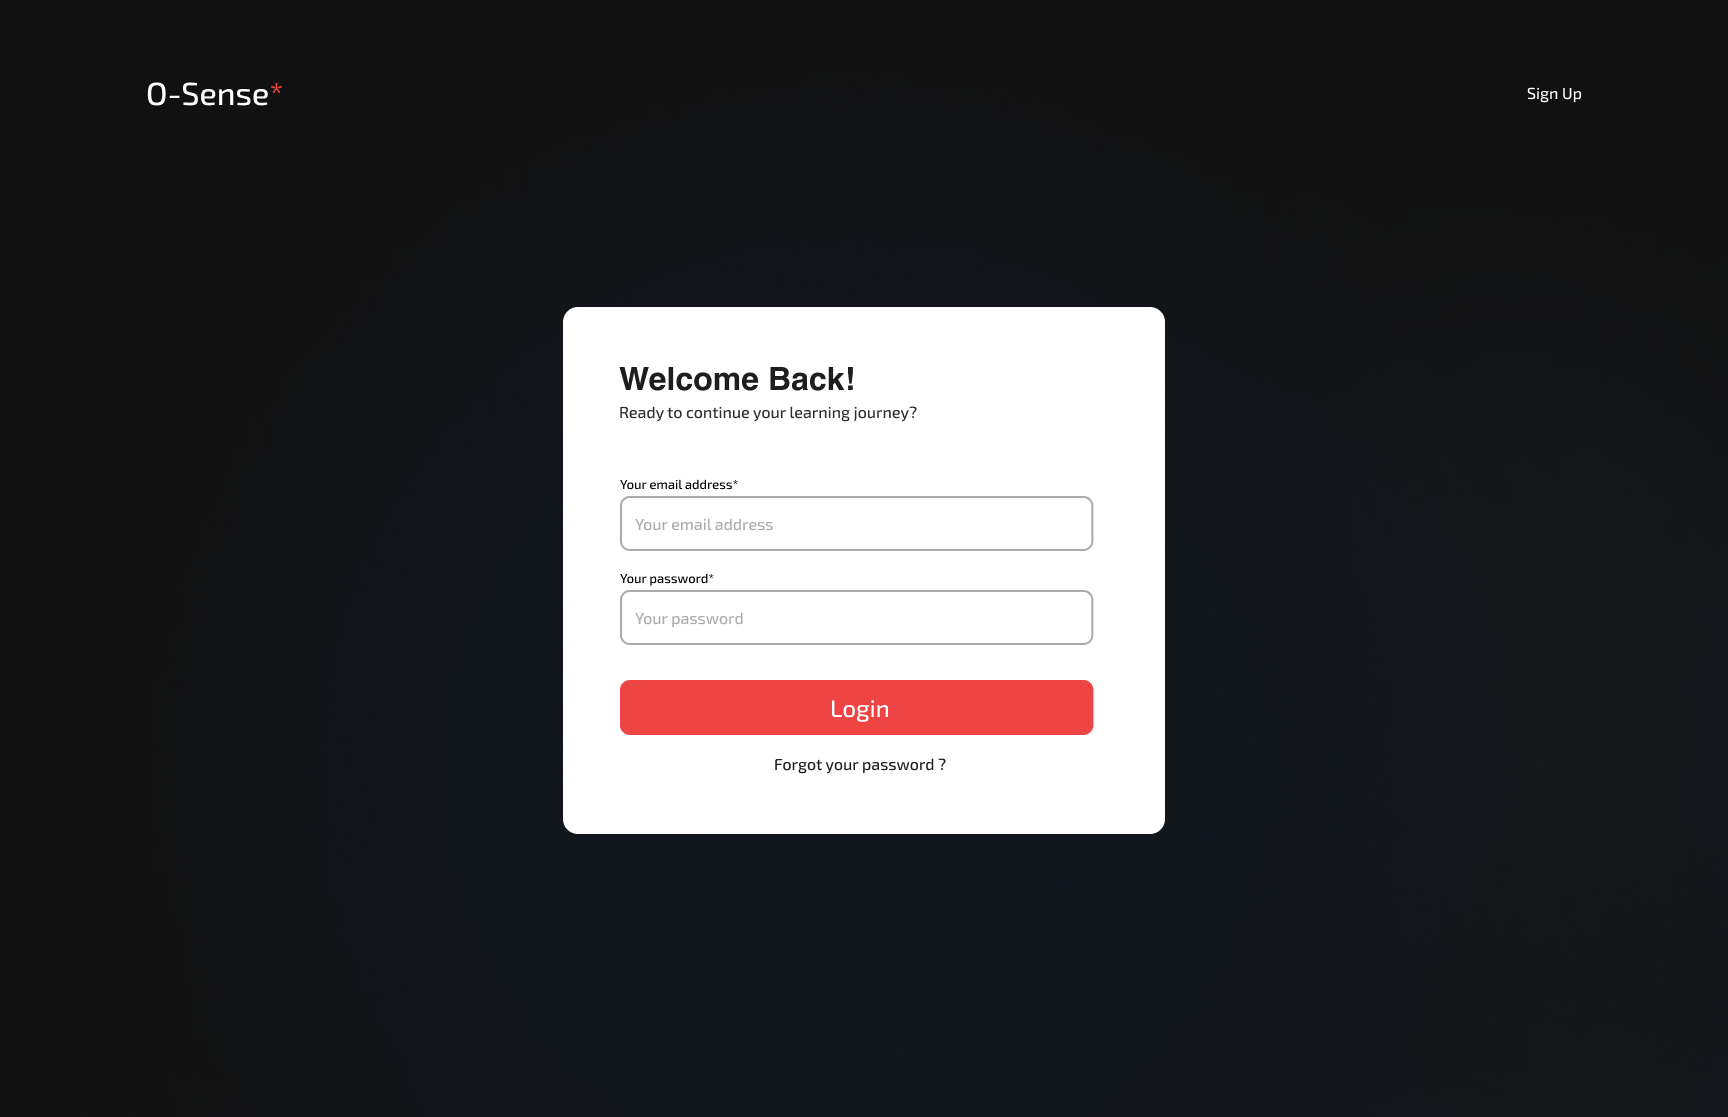 O-Sense*
Sign Up
Welcome Back!
Ready to continue your learning journey?
Your email address*
Your email address
Your password*
Your password
Login
Forgot your password ?